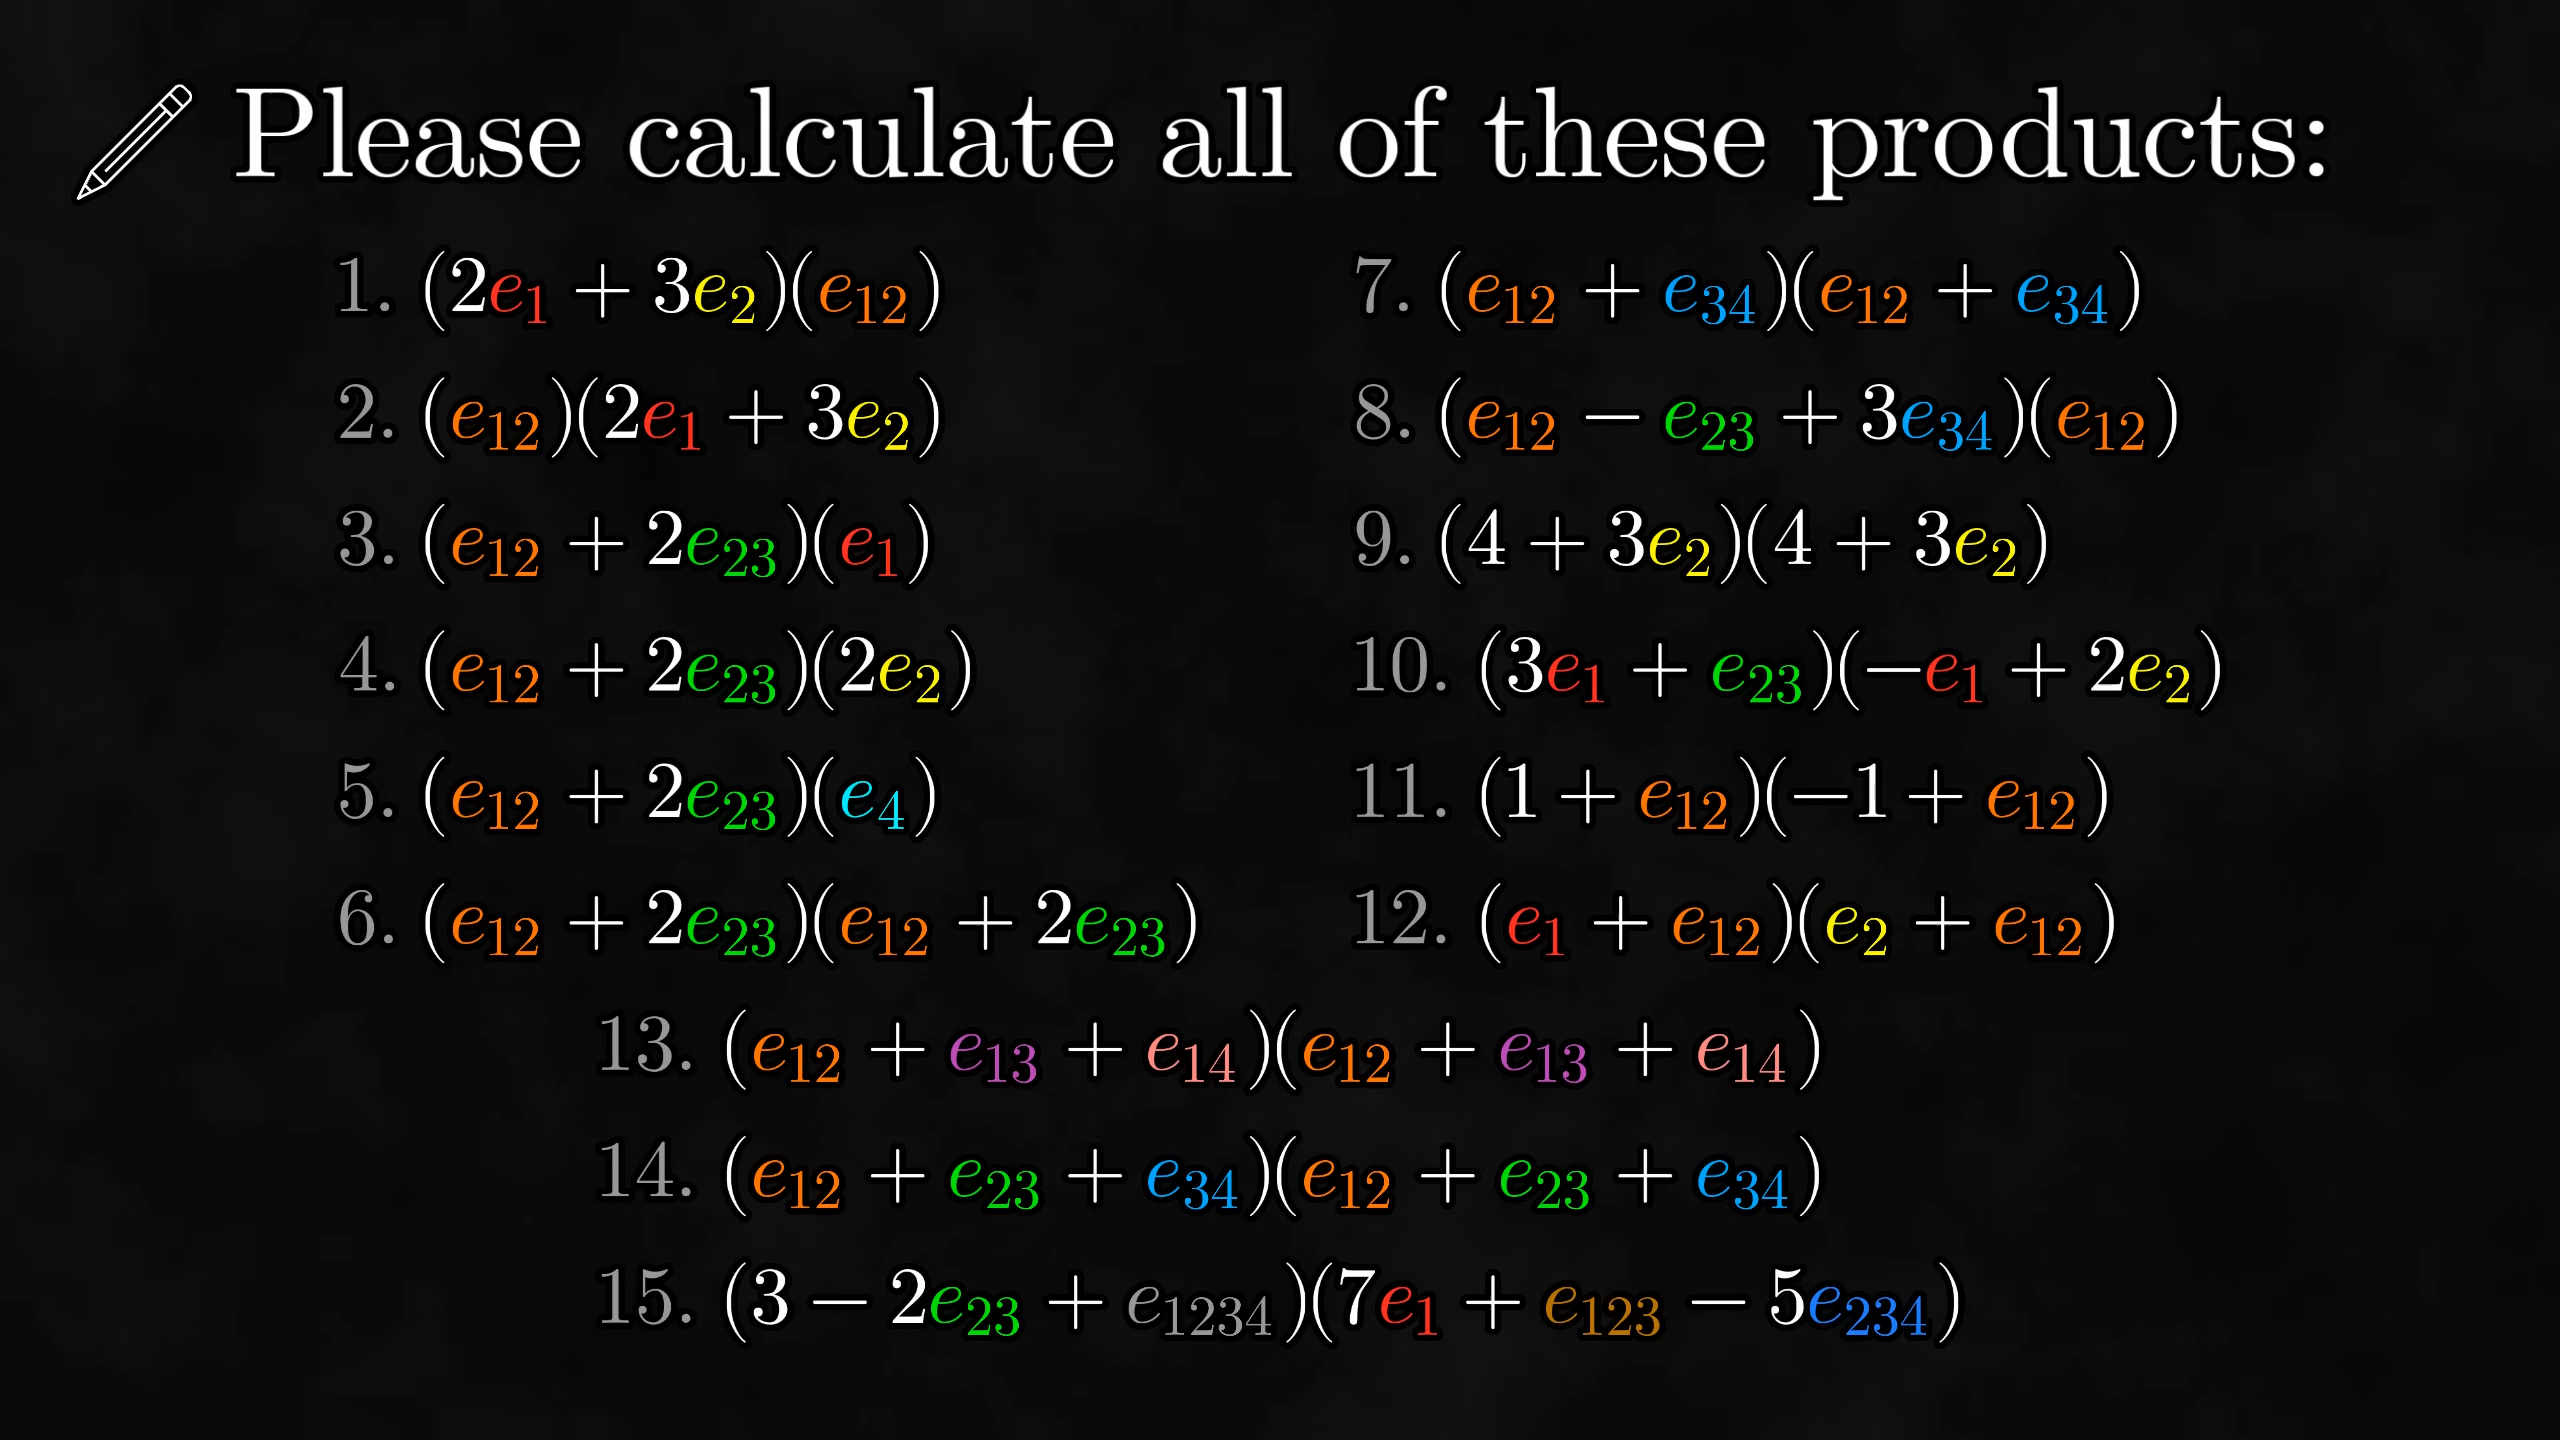 Please calculate all of these products:
1. (2e₁ + 3e₂)(e₁₂)
2. (e₁₂)(2e₁ + 3e₂)
3. (e₁₂ + 2e₂₃)(e₁)
4. (e₁₂ + 2e₂₃)(2e₂)
5. (e₁₂ + 2e₂₃)(e₄)
6. (e₁₂ + 2e₂₃)(e₁₂ + 2e₂₃)
7. (e₁₂ + e₃₄)(e₁₂ + e₃₄)
8. (e₁₂ − e₂₃ + 3e₃₄)(e₁₂)
9. (4 + 3e₂)(4 + 3e₂)
10. (3e₁ + e₂₃)(−e₁ + 2e₂)
11. (1 + e₁₂)(−1 + e₁₂)
12. (e₁ + e₁₂)(e₂ + e₁₂)
13. (e₁₂ + e₁₃ + e₁₄)(e₁₂ + e₁₃ + e₁₄)
14. (e₁₂ + e₂₃ + e₃₄)(e₁₂ + e₂₃ + e₃₄)
15. (3 − 2e₂₃ + e₁₂₃₄)(7e₁ + e₁₂₃ − 5e₂₃₄)